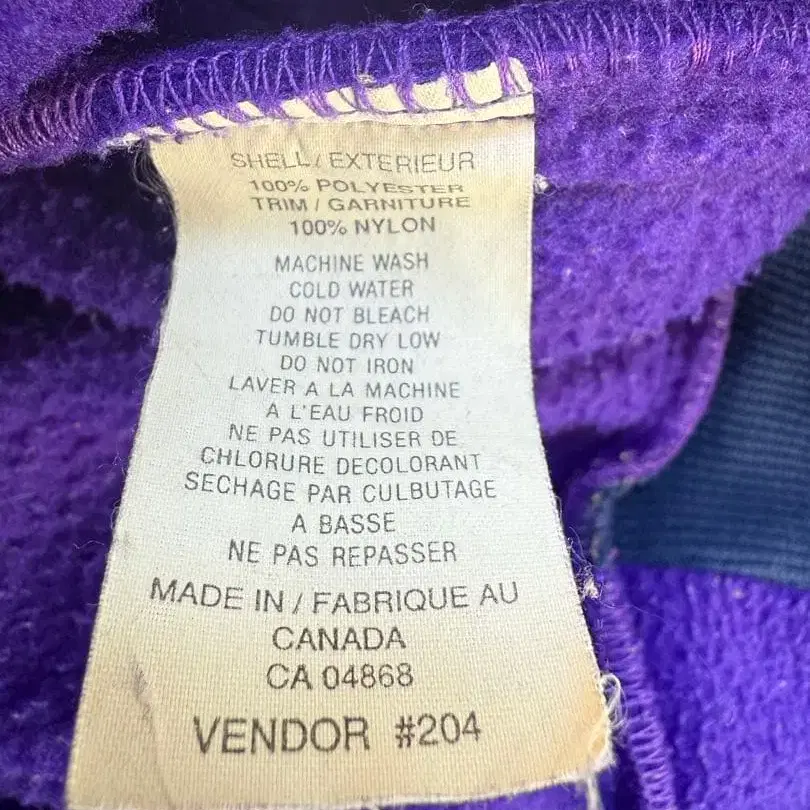 SHELL / EXTERIEUR
100% POLYESTER
TRIM / GARNITURE
100% NYLON
MACHINE WASH
COLD WATER
DO NOT BLEACH
TUMBLE DRY LOW
DO NOT IRON
LAVER A LA MACHINE
A L'EAU FROID
NE PAS UTILISER DE
CHLORURE DECOLORANT
SECHAGE PAR CULBUTAGE
A BASSE
NE PAS REPASSER
MADE IN / FABRIQUE AU
CANADA
CA 04868
VENDOR #204